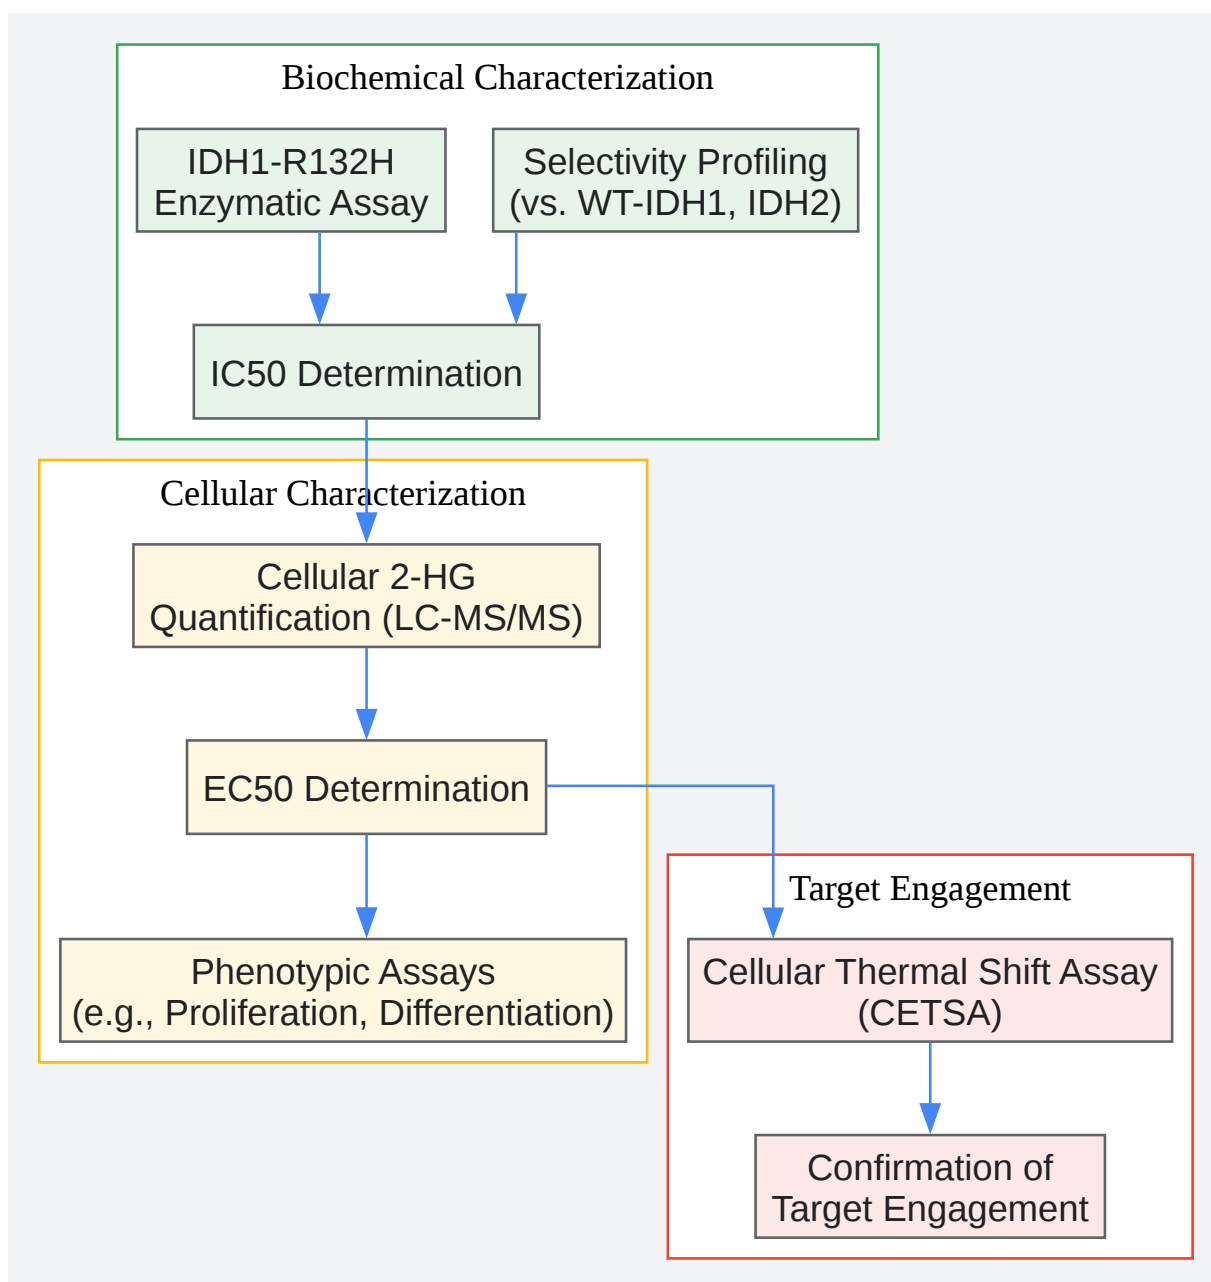 Biochemical Characterization
IDH1-R132H
Enzymatic Assay
Selectivity Profiling
(vs. WT-IDH1, IDH2)
IC50 Determination
Cellular Characterization
Cellular 2-HG
Quantification (LC-MS/MS)
EC50 Determination
Phenotypic Assays
(e.g., Proliferation, Differentiation)
Target Engagement
Cellular Thermal Shift Assay
(CETSA)
Confirmation of
Target Engagement